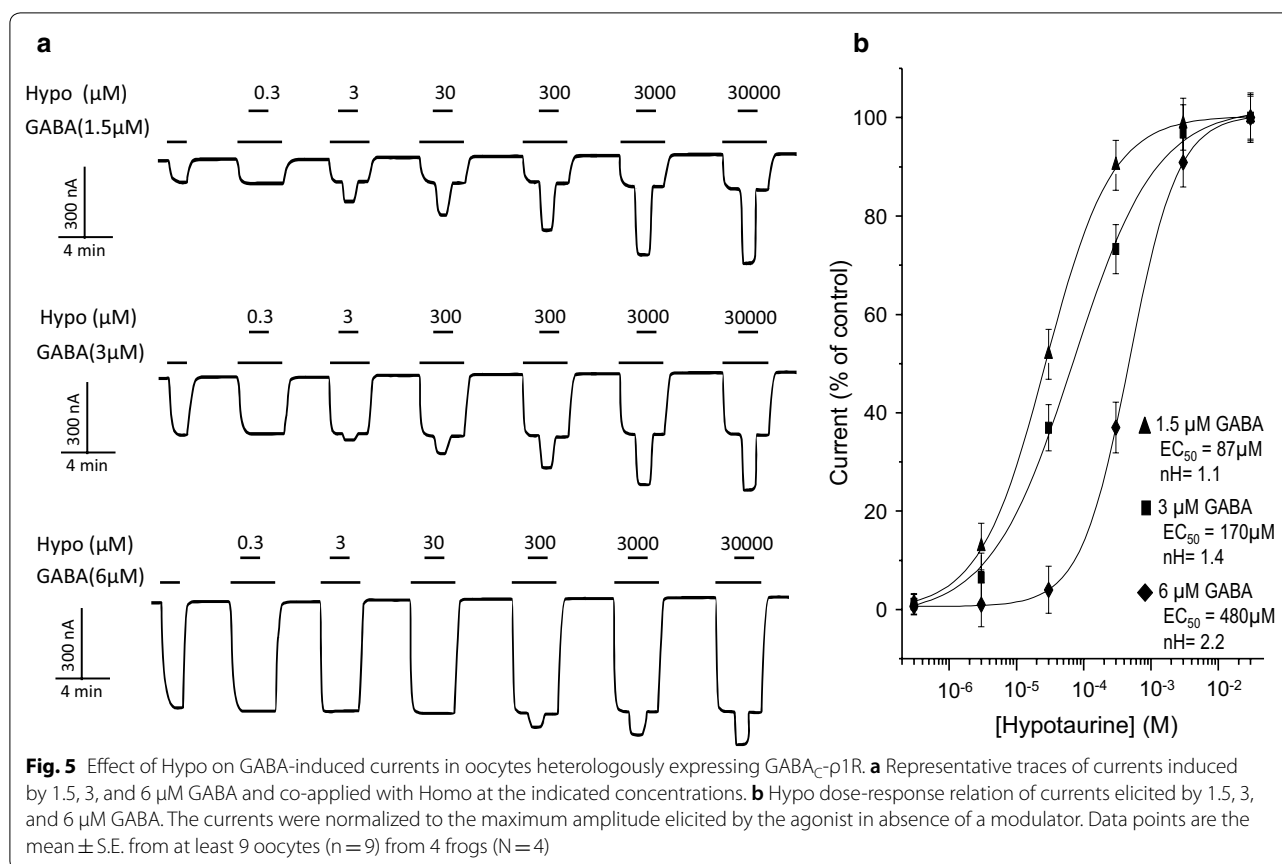 a
Hypo (μM) 0.3 3 30 300 3000 30000
GABA(1.5μM)
300 nA
4 min
Hypo (μM) 0.3 3 300 300 3000 30000
GABA(3μM)
300 nA
4 min
Hypo (μM) 0.3 3 30 300 3000 30000
GABA(6μM)
300 nA
4 min
b
Current (% of control)
100
80
60
40
20
0
10⁻⁶ 10⁻⁵ 10⁻⁴ 10⁻³ 10⁻²
[Hypotaurine] (M)
1.5 μM GABA
EC₅₀ = 87μM
nH= 1.1
3 μM GABA
EC₅₀ = 170μM
nH= 1.4
6 μM GABA
EC₅₀ = 480μM
nH= 2.2
Fig. 5 Effect of Hypo on GABA-induced currents in oocytes heterologously expressing GABA_C-ρ1R. a Representative traces of currents induced
by 1.5, 3, and 6 μM GABA and co-applied with Homo at the indicated concentrations. b Hypo dose-response relation of currents elicited by 1.5, 3,
and 6 μM GABA. The currents were normalized to the maximum amplitude elicited by the agonist in absence of a modulator. Data points are the
mean ± S.E. from at least 9 oocytes (n = 9) from 4 frogs (N = 4)